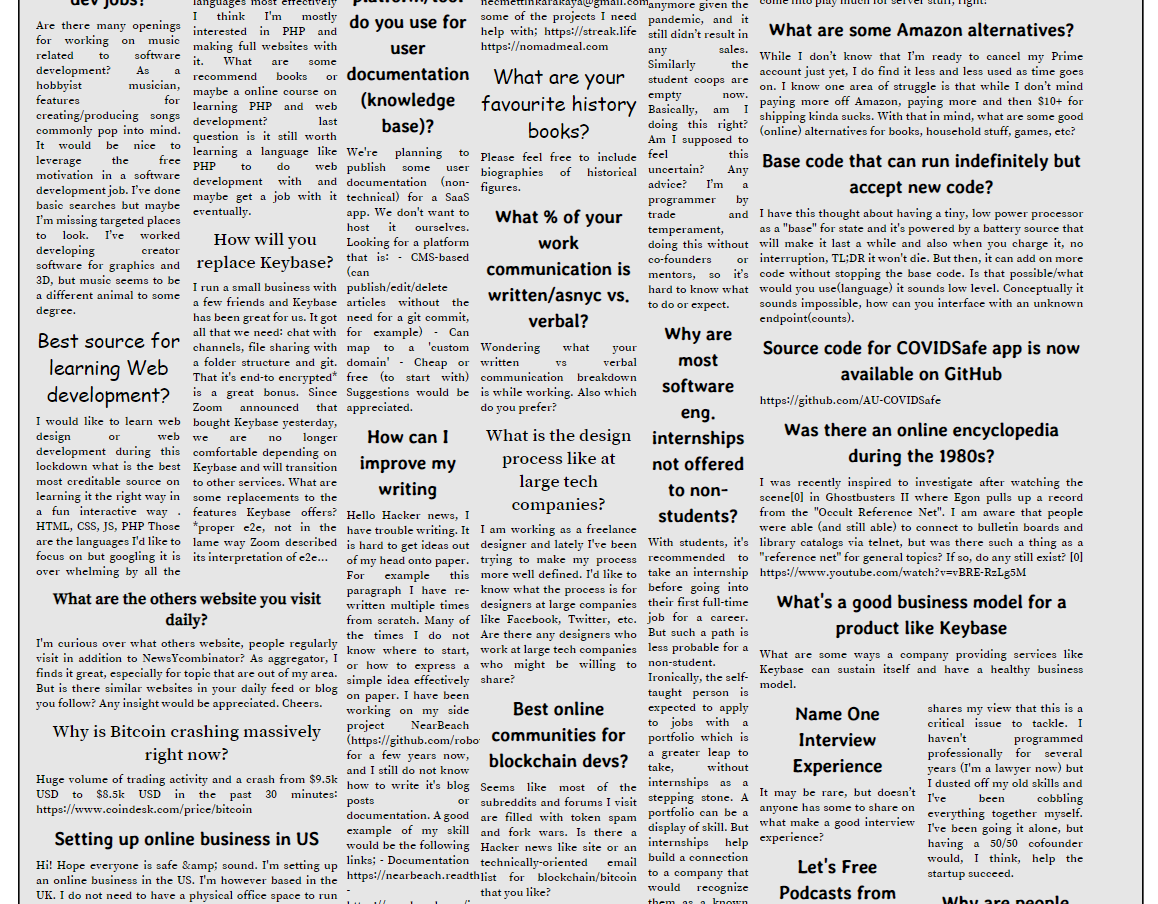 dev jobs?
Are there many openings
for working on music
related to software
development? As a
hobbyist musician,
features for
creating/producing songs
commonly pop into mind.
It would be nice to
leverage the free
motivation in a software
development job. I've done
basic searches but maybe
I'm missing targeted places
to look. I've worked
developing creator
software for graphics and
3D, but music seems to be
a different animal to some
degree.
Best source for
learning Web
development?
I would like to learn web
design or web
development during this
lockdown what is the best
most creditable source on
learning it the right way in
a fun interactive way .
HTML, CSS, JS, PHP Those
are the languages I'd like to
focus on but googling it is
over whelming by all the
languages most effectively
I think I'm mostly
interested in PHP and
making full websites with
it. What are some
recommend books or
maybe a online course on
learning PHP and web
development? last
question is it still worth
learning a language like
PHP to do web
development with and
maybe get a job with it
eventually.
How will you
replace Keybase?
I run a small business with
a few friends and Keybase
has been great for us. It got
all that we need: chat with
channels, file sharing with
a folder structure and git.
That it's end-to encrypted*
is a great bonus. Since
Zoom announced that
bought Keybase yesterday,
we are no longer
comfortable depending on
Keybase and will transition
to other services. What are
some replacements to the
features Keybase offers?
*proper e2e, not in the
lame way Zoom described
its interpretation of e2e...
What are the others website you visit
daily?
I'm curious over what others website, people regularly
visit in addition to NewsYcombinator? As aggregator, I
finds it great, especially for topic that are out of my area.
But is there similar websites in your daily feed or blog
you follow? Any insight would be appreciated. Cheers.
Why is Bitcoin crashing massively
right now?
Huge volume of trading activity and a crash from $9.5k
USD to $8.5k USD in the past 30 minutes:
https://www.coindesk.com/price/bitcoin
Setting up online business in US
Hi! Hope everyone is safe &amp; sound. I'm setting up
an online business in the US. I'm however based in the
UK. I do not need to have a physical office space to run
platform/tool
do you use for
user
documentation
(knowledge
base)?
We're planning to
publish some user
documentation (non-
technical) for a SaaS
app. We don't want to
host it ourselves.
Looking for a platform
that is: - CMS-based
(can
publish/edit/delete
articles without the
need for a git commit,
for example) - Can
map to a 'custom
domain' - Cheap or
free (to start with)
Suggestions would be
appreciated.
How can I
improve my
writing
Hello Hacker news, I
have trouble writing. It
is hard to get ideas out
of my head onto paper.
For example this
paragraph I have re-
written multiple times
from scratch. Many of
the times I do not
know where to start,
or how to express a
simple idea effectively
on paper. I have been
working on my side
project NearBeach
(https://github.com/robo
for a few years now,
and I still do not know
how to write it's blog
posts or
documentation. A good
example of my skill
would be the following
links; - Documentation
https://nearbeach.readth
-
necmettinkarakaya@gmail.com
some of the projects I need
help with; https://streak.life
https://nomadmeal.com
What are your
favourite history
books?
Please feel free to include
biographies of historical
figures.
What % of your
work
communication is
written/asnyc vs.
verbal?
Wondering what your
written vs verbal
communication breakdown
is while working. Also which
do you prefer?
What is the design
process like at
large tech
companies?
I am working as a freelance
designer and lately I've been
trying to make my process
more well defined. I'd like to
know what the process is for
designers at large companies
like Facebook, Twitter, etc.
Are there any designers who
work at large tech companies
who might be willing to
share?
Best online
communities for
blockchain devs?
Seems like most of the
subreddits and forums I visit
are filled with token spam
and fork wars. Is there a
Hacker news like site or an
technically-oriented email
list for blockchain/bitcoin
that you like?
anymore given the
pandemic, and it
still didn't result in
any sales.
Similarly the
student coops are
empty now.
Basically, am I
doing this right?
Am I supposed to
feel this
uncertain? Any
advice? I'm a
programmer by
trade and
temperament,
doing this without
co-founders or
mentors, so it's
hard to know what
to do or expect.
Why are
most
software
eng.
internships
not offered
to non-
students?
With students, it's
recommended to
take an internship
before going into
their first full-time
job for a career.
But such a path is
less probable for a
non-student.
Ironically, the self-
taught person is
expected to apply
to jobs with a
portfolio which is
a greater leap to
take, without
internships as a
stepping stone. A
portfolio can be a
display of skill. But
internships help
build a connection
to a company that
would recognize
them as a known
come into play much for server stuff, right?
What are some Amazon alternatives?
While I don't know that I'm ready to cancel my Prime
account just yet, I do find it less and less used as time goes
on. I know one area of struggle is that while I don't mind
paying more off Amazon, paying more and then $10+ for
shipping kinda sucks. With that in mind, what are some good
(online) alternatives for books, household stuff, games, etc?
Base code that can run indefinitely but
accept new code?
I have this thought about having a tiny, low power processor
as a "base" for state and it's powered by a battery source that
will make it last a while and also when you charge it, no
interruption, TL;DR it won't die. But then, it can add on more
code without stopping the base code. Is that possible/what
would you use(language) it sounds low level. Conceptually it
sounds impossible, how can you interface with an unknown
endpoint(counts).
Source code for COVIDSafe app is now
available on GitHub
https://github.com/AU-COVIDSafe
Was there an online encyclopedia
during the 1980s?
I was recently inspired to investigate after watching the
scene[0] in Ghostbusters II where Egon pulls up a record
from the "Occult Reference Net". I am aware that people
were able (and still able) to connect to bulletin boards and
library catalogs via telnet, but was there such a thing as a
"reference net" for general topics? If so, do any still exist? [0]
https://www.youtube.com/watch?v=vBRE-RzLg5M
What's a good business model for a
product like Keybase
What are some ways a company providing services like
Keybase can sustain itself and have a healthy business
model.
Name One
Interview
Experience
It may be rare, but doesn't
anyone has some to share on
what make a good interview
experience?
Let's Free
Podcasts from
shares my view that this is a
critical issue to tackle. I
haven't programmed
professionally for several
years (I'm a lawyer now) but
I dusted off my old skills and
I've been cobbling
everything together myself.
I've been going it alone, but
having a 50/50 cofounder
would, I think, help the
startup succeed.
Why are people